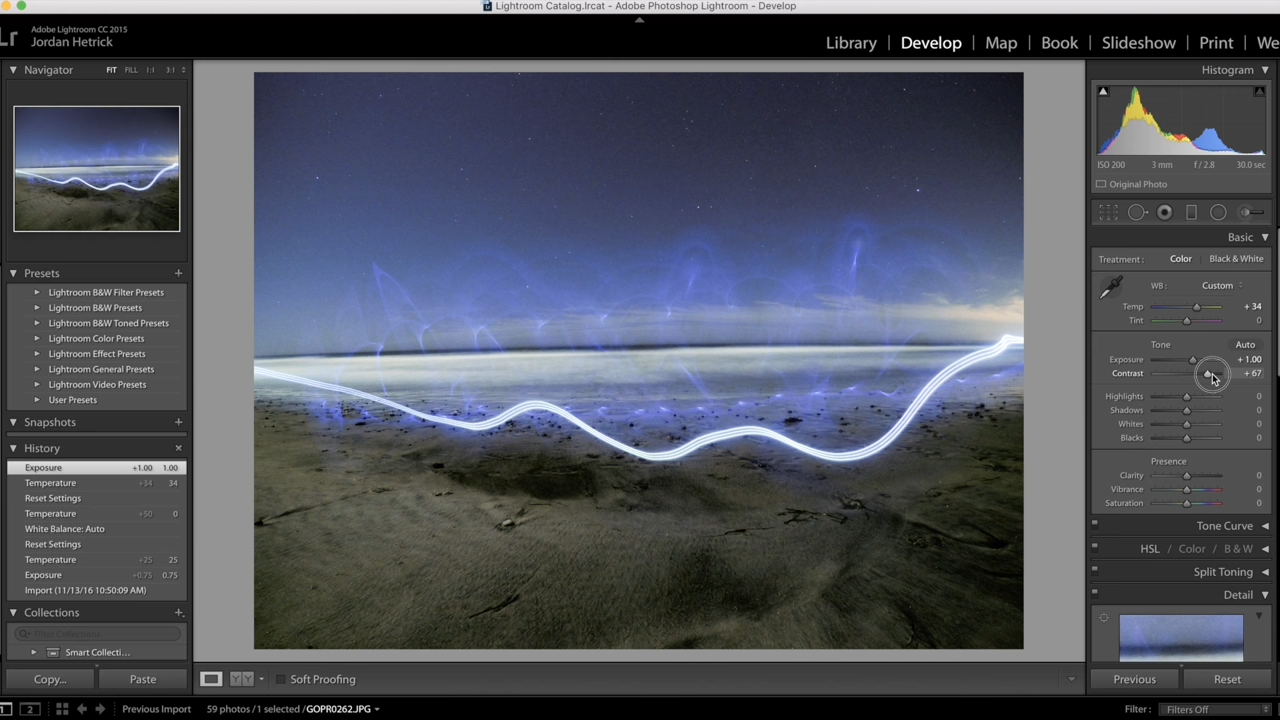 Lightroom Catalog.lrcat - Adobe Photoshop Lightroom - Develop
Adobe Lightroom CC 2015
Jordan Hetrick
Library | Develop | Map | Book | Slideshow | Print | We
Navigator FIT FILL 1:1 3:1
Presets +
Lightroom B&W Filter Presets
Lightroom B&W Presets
Lightroom B&W Toned Presets
Lightroom Color Presets
Lightroom Effect Presets
Lightroom General Presets
Lightroom Video Presets
User Presets
Snapshots +
History ×
Exposure +1.00 1.00
Temperature +34 34
Reset Settings
Temperature +50 0
White Balance: Auto
Reset Settings
Temperature +25 25
Exposure +0.75 0.75
Import (11/13/16 10:50:09 AM)
Collections +
Filter Collections
Smart Collecti...
Copy... Paste
Soft Proofing
Histogram
ISO 200 3 mm f / 2.8 30.0 sec
Original Photo
Basic
Treatment : Color | Black & White
WB : Custom
Temp + 34
Tint 0
Tone Auto
Exposure + 1.00
Contrast + 67
Highlights 0
Shadows 0
Whites 0
Blacks 0
Presence
Clarity 0
Vibrance 0
Saturation 0
Tone Curve
HSL / Color / B & W
Split Toning
Detail
Previous Reset
1 2 Previous Import 59 photos / 1 selected / GOPR0262.JPG
Filter : Filters Off